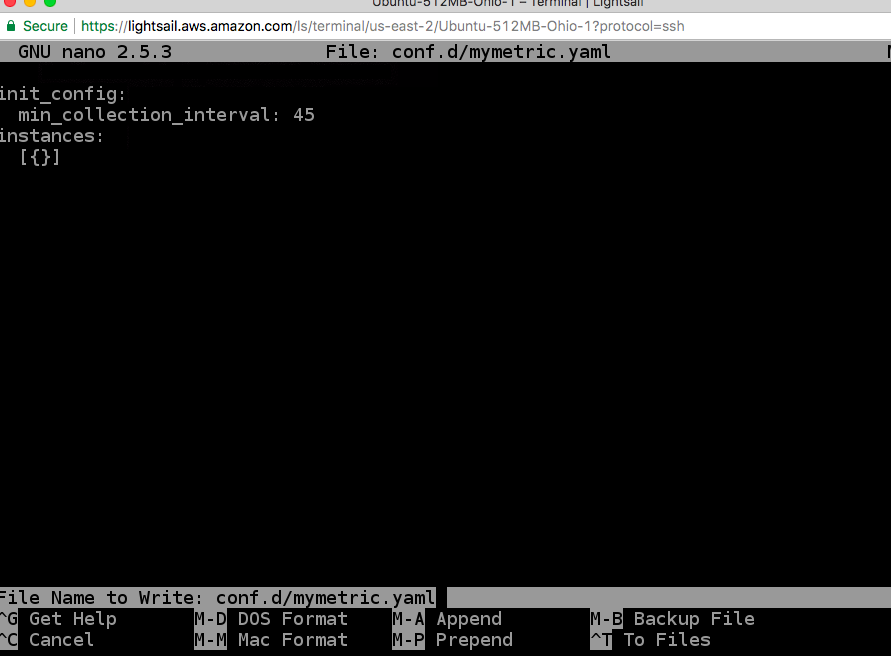 Ubuntu-512MB-Ohio-1 – Terminal | Lightsail
Secure https://lightsail.aws.amazon.com/ls/terminal/us-east-2/Ubuntu-512MB-Ohio-1?protocol=ssh
GNU nano 2.5.3 File: conf.d/mymetric.yaml
init_config:
min_collection_interval: 45
instances:
[{}]
File Name to Write: conf.d/mymetric.yaml
^G Get Help M-D DOS Format M-A Append M-B Backup File
^C Cancel M-M Mac Format M-P Prepend ^T To Files